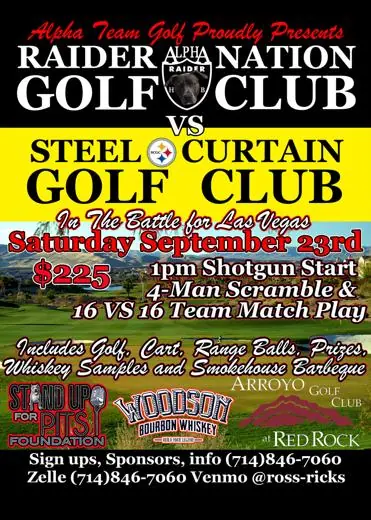 Alpha Team Golf Proudly Presents
RAIDER NATION
ALPHA
RAIDER
H B
GOLF CLUB
VS
STEEL CURTAIN
GOLF CLUB
In The Battle for Las Vegas
Saturday September 23rd
$225
1pm Shotgun Start
4-Man Scramble &
16 VS 16 Team Match Play
Includes Golf, Cart, Range Balls, Prizes,
Whiskey Samples and Smokehouse Barbeque
STAND UP
FOR
PITS
FOUNDATION
WOODSON
BOURBON WHISKEY
ARROYO GOLF
CLUB
at RED ROCK
Sign ups, Sponsors, info (714)846-7060
Zelle (714)846-7060 Venmo @ross-ricks